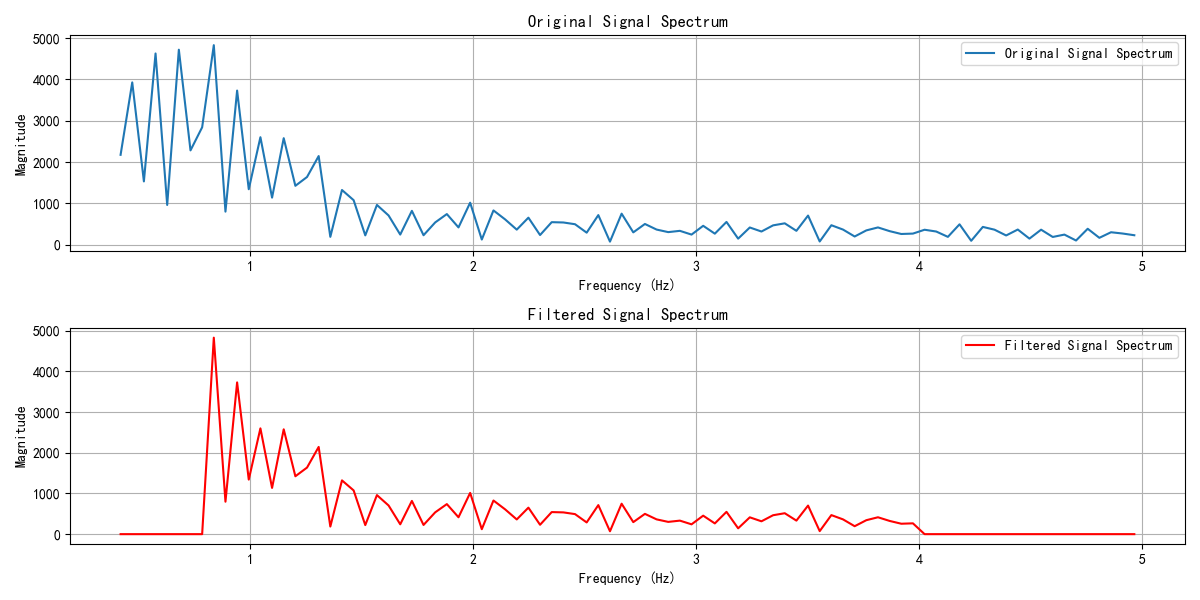 Original Signal Spectrum
5000
4000
3000
2000
1000
0
Magnitude
Original Signal Spectrum
1 2 3 4 5
Frequency (Hz)
Filtered Signal Spectrum
5000
4000
3000
2000
1000
0
Magnitude
Filtered Signal Spectrum
1 2 3 4 5
Frequency (Hz)